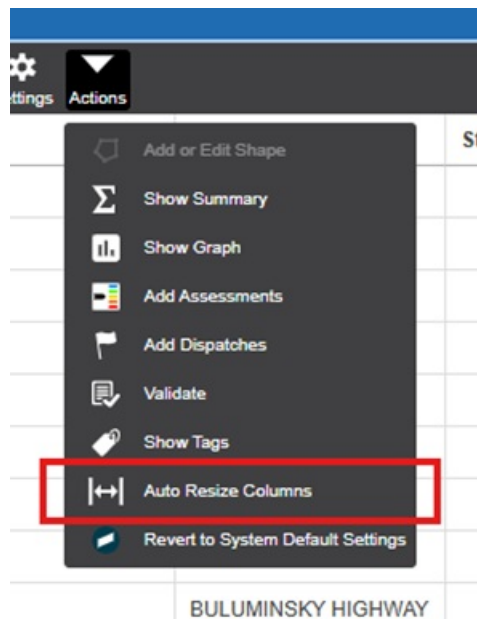 ttings Actions
St
Add or Edit Shape
Show Summary
Show Graph
Add Assessments
Add Dispatches
Validate
Show Tags
Auto Resize Columns
Revert to System Default Settings
BULUMINSKY HIGHWAY